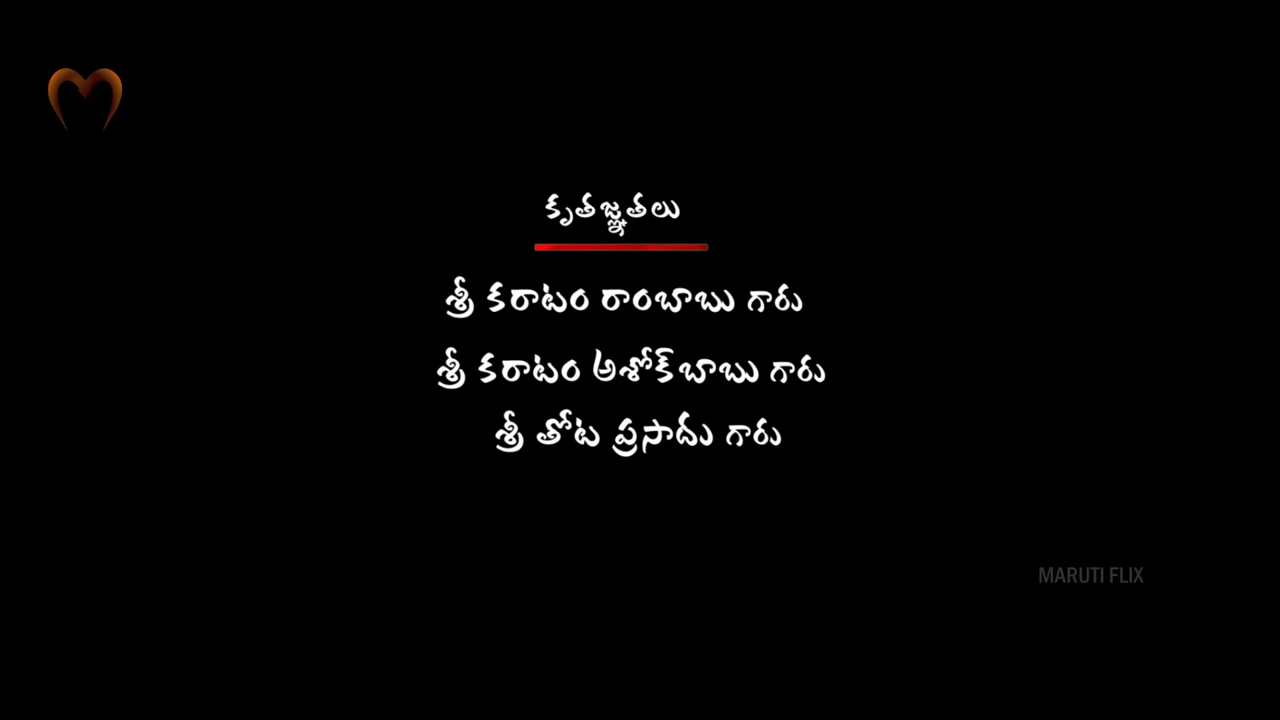 కృతజ్ఞతలు
శ్రీ కరాటం రాంబాబు గారు
శ్రీ కరాటం అశోక్‌బాబు గారు
శ్రీ తోట ప్రసాదు గారు
MARUTI FLIX